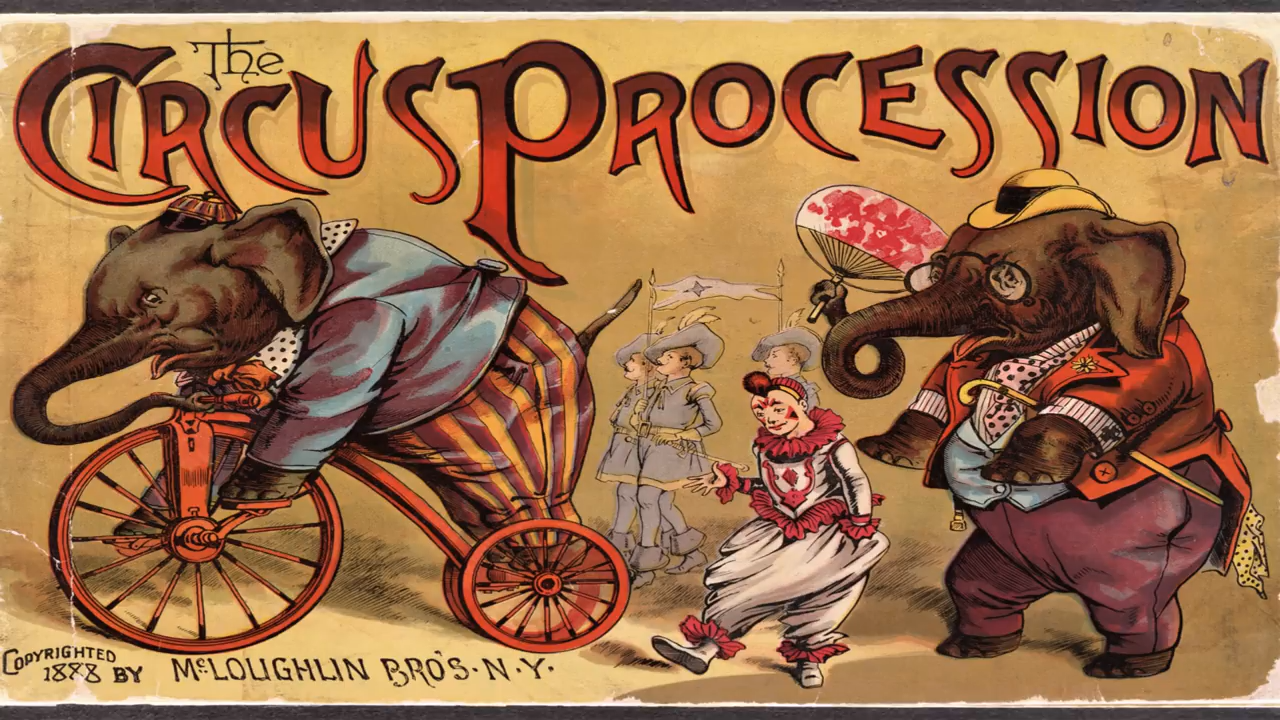 The
CIRCUS PROCESSION
COPYRIGHTED
1888 BY McLOUGHLIN BRO'S. N.Y.